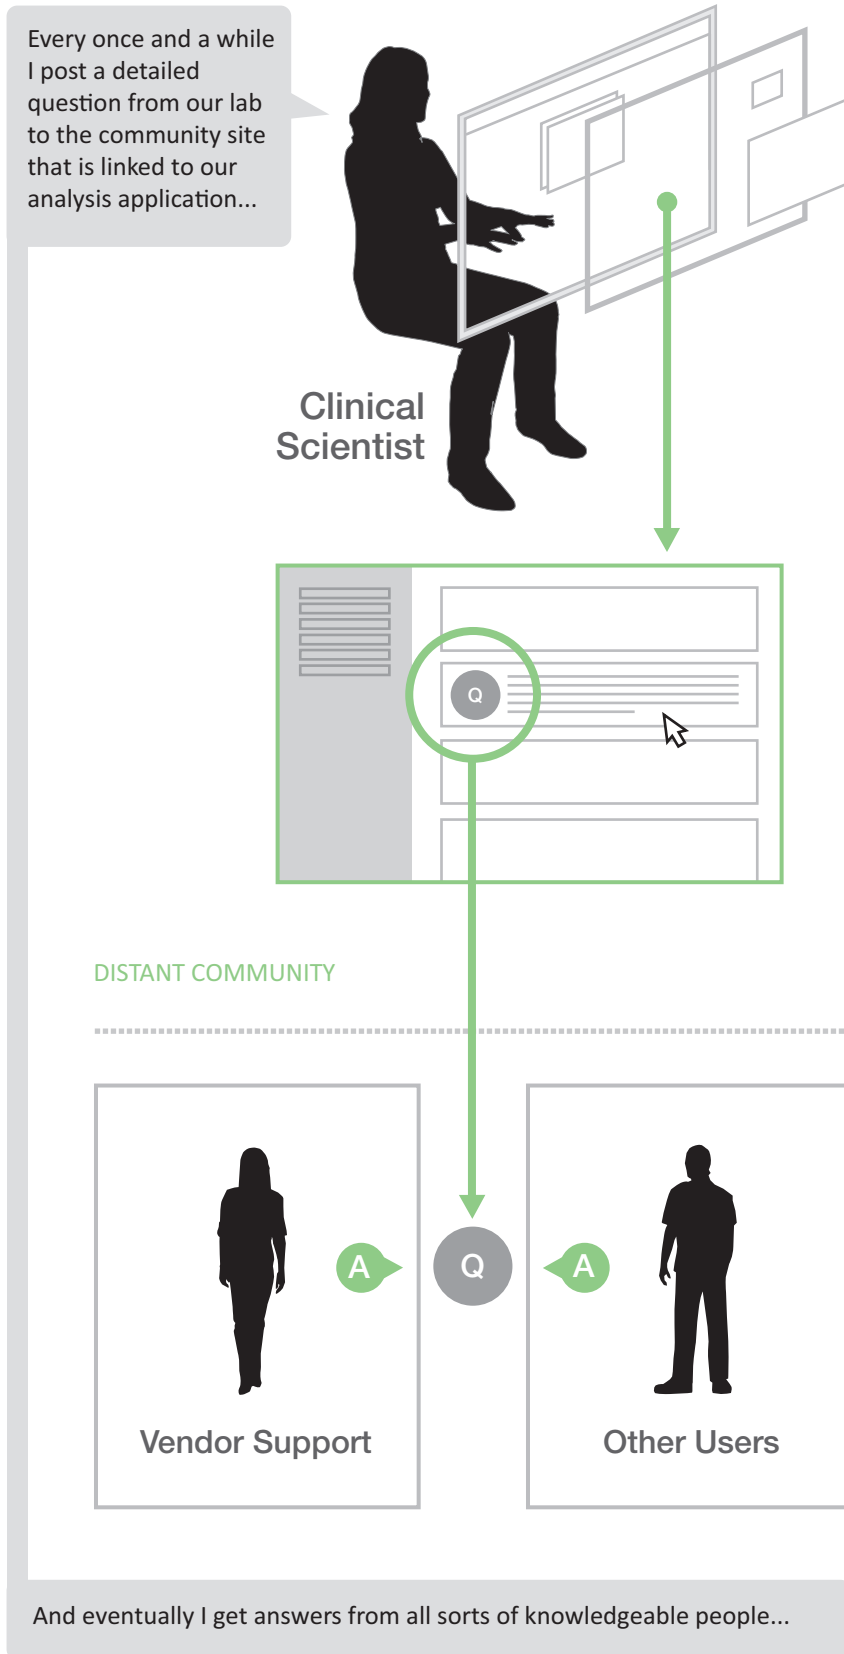 Every once and a while
I post a detailed
question from our lab
to the community site
that is linked to our
analysis application...
Clinical
Scientist
Q
DISTANT COMMUNITY
A
Q
A
Vendor Support
Other Users
And eventually I get answers from all sorts of knowledgeable people...